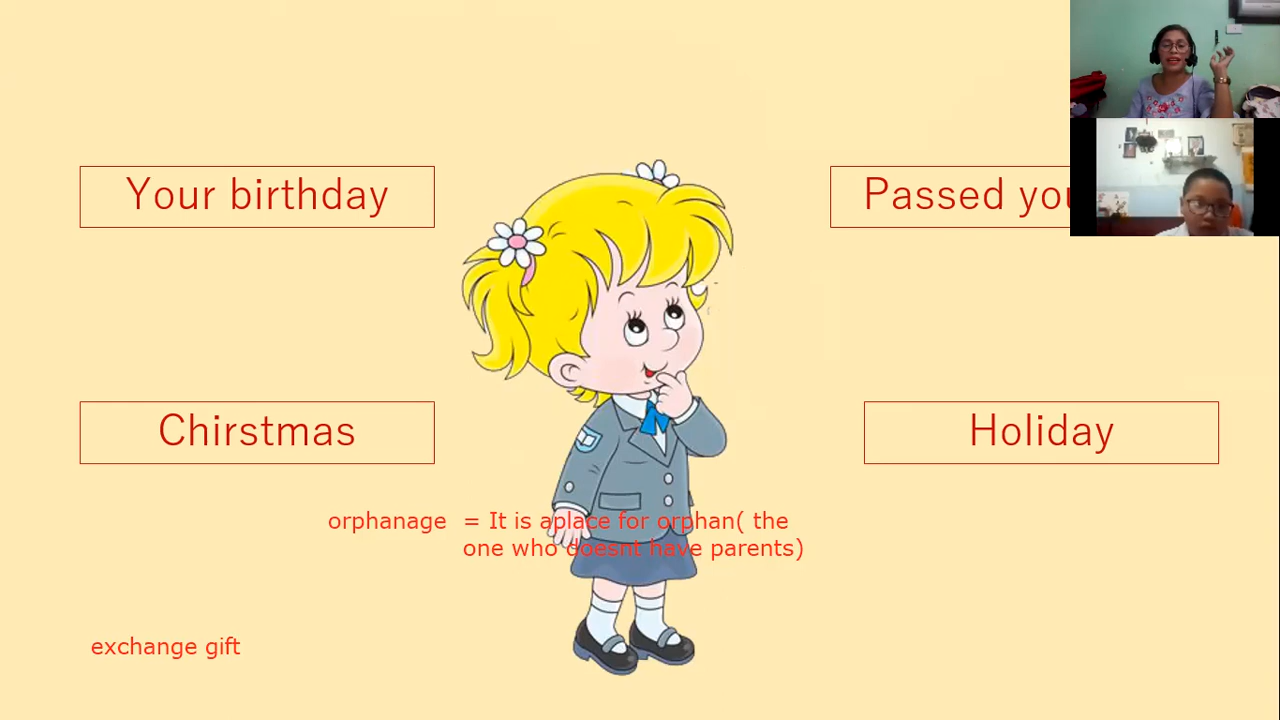 Your birthday
Passed you
Chirstmas
Holiday
orphanage = It is aplace for orphan( the
one who doesnt have parents)
exchange gift